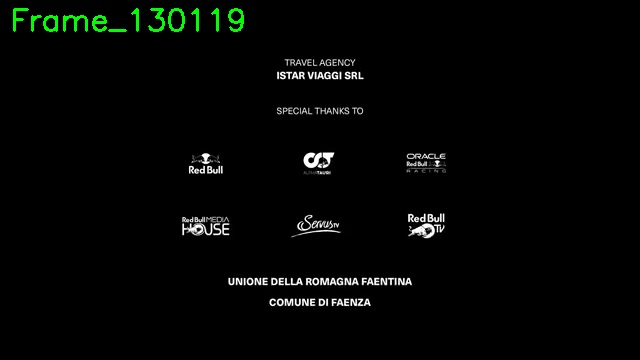 Frame_130119
TRAVEL AGENCY
ISTAR VIAGGI SRL
SPECIAL THANKS TO
Red Bull
ALPHATAURI
ORACLE
Red Bull
RACING
Red Bull MEDIA
HOUSE
ServusTV
Red Bull
TV
UNIONE DELLA ROMAGNA FAENTINA
COMUNE DI FAENZA